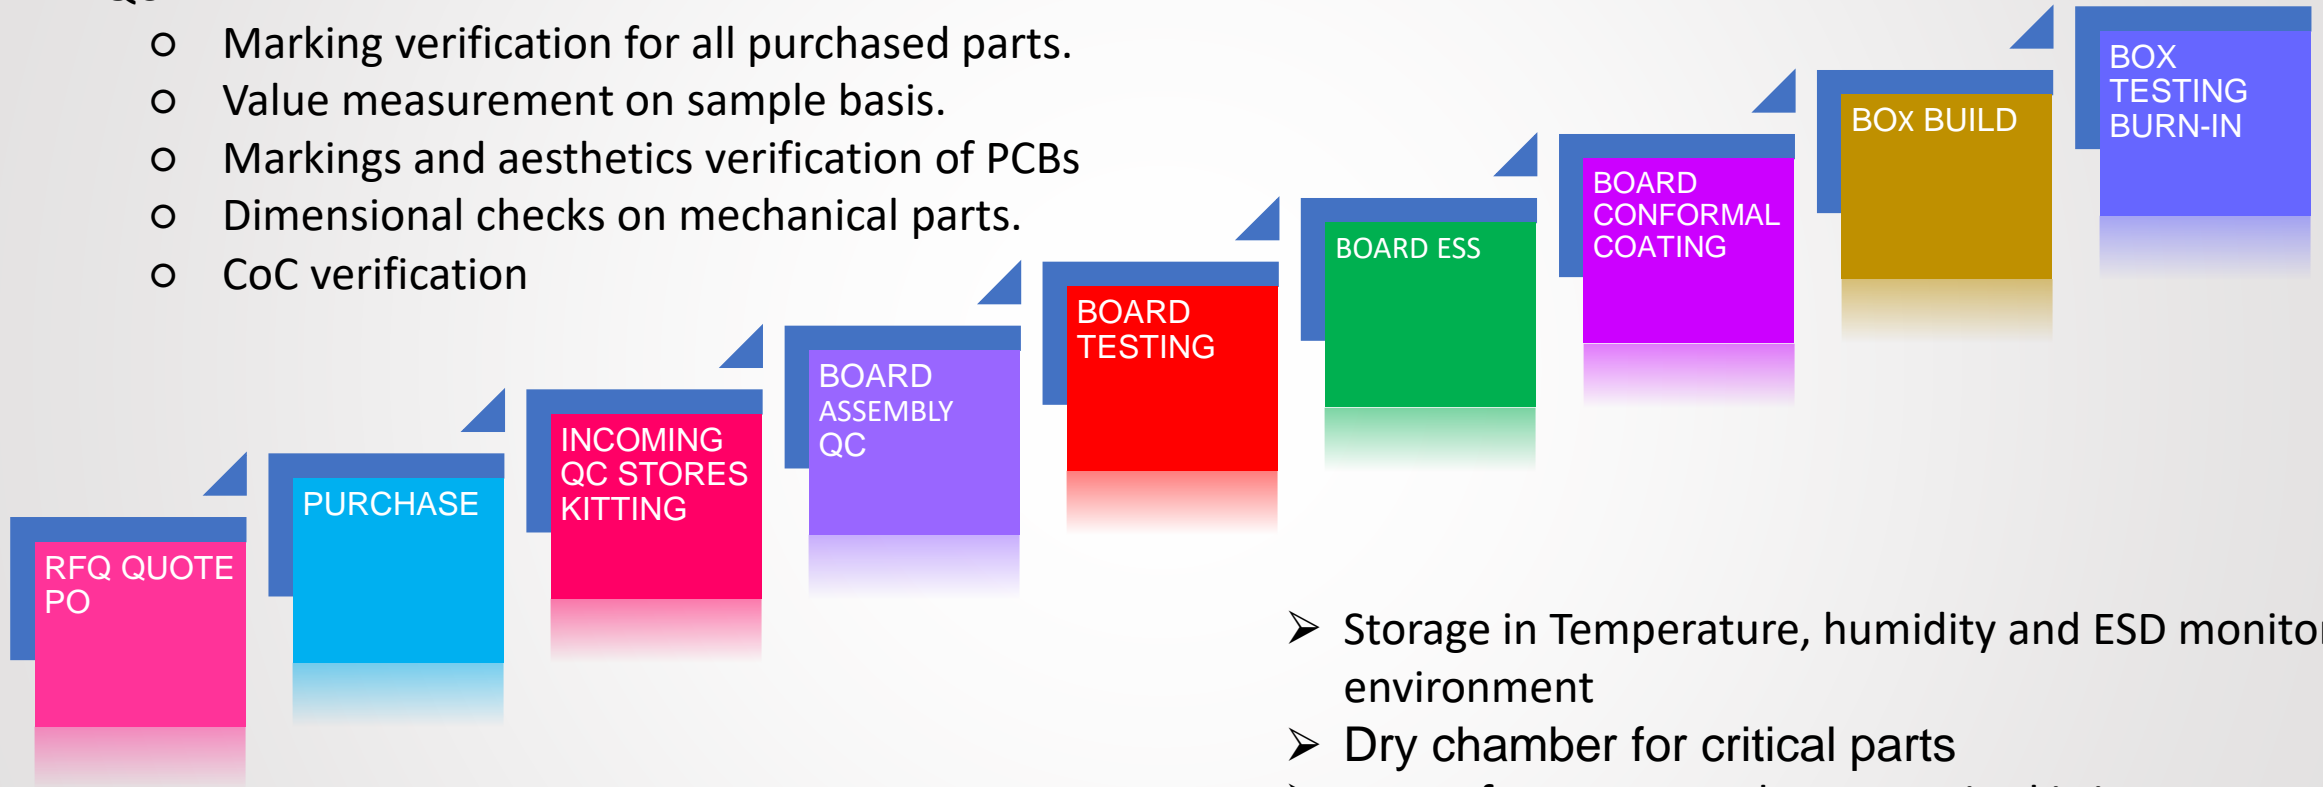 ○ Marking verification for all purchased parts.
○ Value measurement on sample basis.
○ Markings and aesthetics verification of PCBs
○ Dimensional checks on mechanical parts.
○ CoC verification
RFQ QUOTE
PO
PURCHASE
INCOMING
QC STORES
KITTING
BOARD
ASSEMBLY
QC
BOARD
TESTING
BOARD ESS
BOARD
CONFORMAL
COATING
BOX BUILD
BOX
TESTING
BURN-IN
➢ Storage in Temperature, humidity and ESD monitor
environment
➢ Dry chamber for critical parts